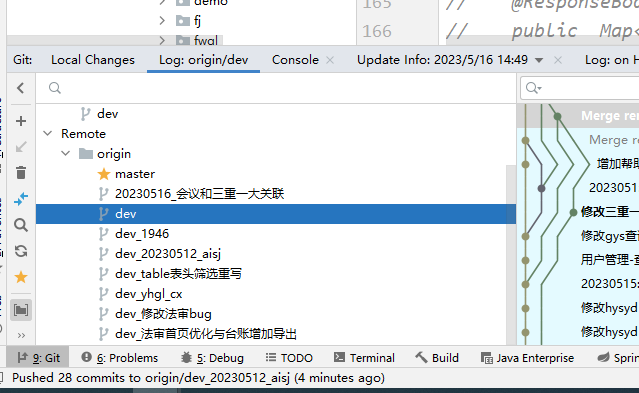 demo
fj
fwgl
165
// @ResponseBod
166
// public Map<
Git:
Local Changes
Log: origin/dev
Console
Update Info: 2023/5/16 14:49
Log: on H
dev
Remote
origin
master
20230516_会议和三重一大关联
dev
dev_1946
dev_20230512_aisj
dev_table表头筛选重写
dev_yhgl_cx
dev_修改法审bug
dev_法审首页优化与台账增加导出
Merge rem
Merge re
增加帮助
2023051
修改三重一
修改gys查询
用户管理-查
20230515:
修改hysyd
修改hysyd
9: Git
6: Problems
5: Debug
TODO
Terminal
Build
Java Enterprise
Sprin
Pushed 28 commits to origin/dev_20230512_aisj (4 minutes ago)